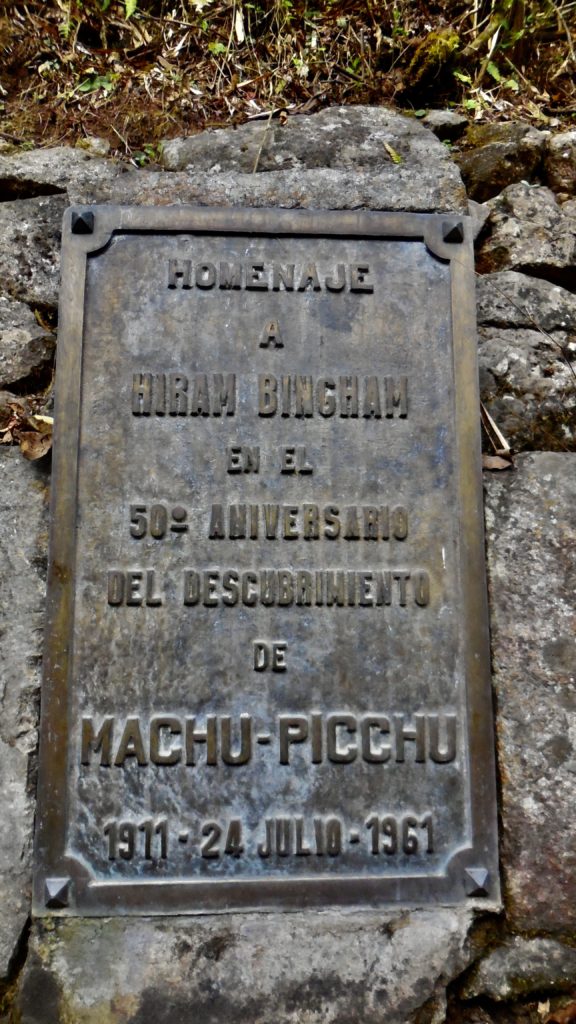 HOMENAJE
A
HIRAM BINGHAM
EN EL
50º ANIVERSARIO
DEL DESCUBRIMIENTO
DE
MACHU-PICCHU
1911-24 JULIO-1961